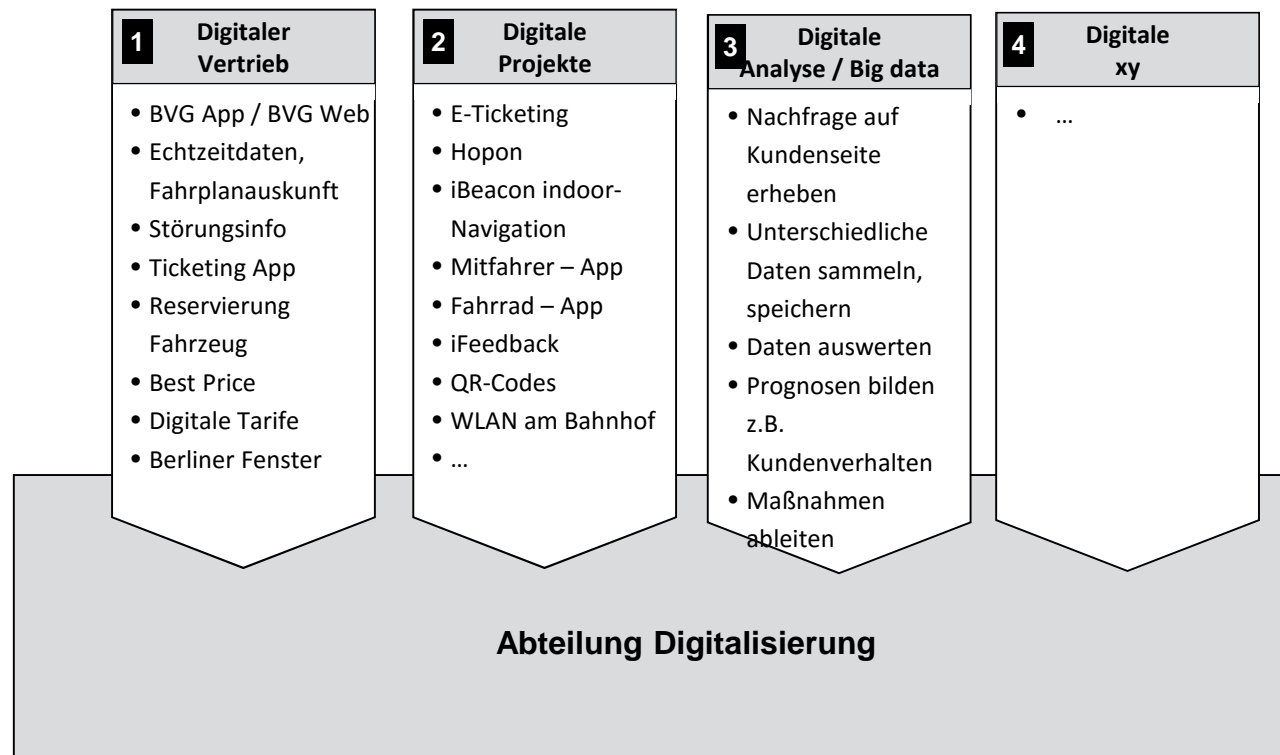 1
Digitaler
Vertrieb
• BVG App / BVG Web
• Echtzeitdaten,
Fahrplanauskunft
• Störungsinfo
• Ticketing App
• Reservierung
Fahrzeug
• Best Price
• Digitale Tarife
• Berliner Fenster
2
Digitale
Projekte
• E-Ticketing
• Hopon
• iBeacon indoor-
Navigation
• Mitfahrer – App
• Fahrrad – App
• iFeedback
• QR-Codes
• WLAN am Bahnhof
• ...
3
Digitale
Analyse / Big data
• Nachfrage auf
Kundenseite
erheben
• Unterschiedliche
Daten sammeln,
speichern
• Daten auswerten
• Prognosen bilden
z.B.
Kundenverhalten
• Maßnahmen
ableiten
4
Digitale
xy
• ...
Abteilung Digitalisierung